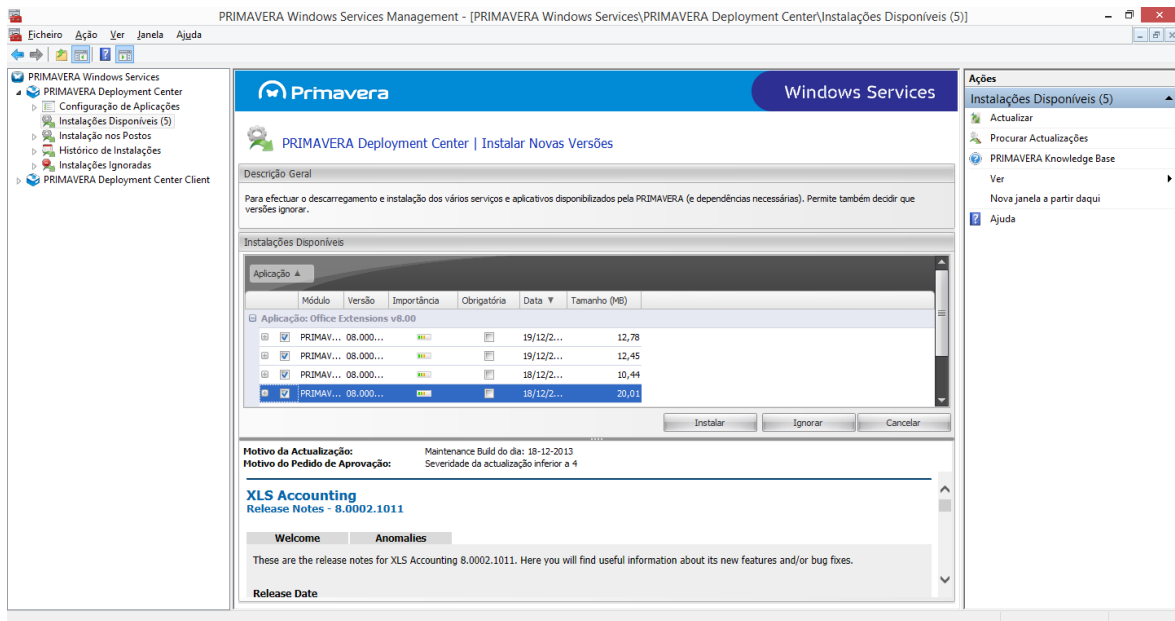 PRIMAVERA Windows Services Management - [PRIMAVERA Windows Services\PRIMAVERA Deployment Center\Instalações Disponíveis (5)]
Ficheiro Ação Ver Janela Ajuda
PRIMAVERA Windows Services
PRIMAVERA Deployment Center
Configuração de Aplicações
Instalações Disponíveis (5)
Instalação nos Postos
Histórico de Instalações
Instalações Ignoradas
PRIMAVERA Deployment Center Client
Primavera
Windows Services
PRIMAVERA Deployment Center | Instalar Novas Versões
Descrição Geral
Para efectuar o descarregamento e instalação dos vários serviços e aplicativos disponibilizados pela PRIMAVERA (e dependências necessárias). Permite também decidir que
versões ignorar.
Instalações Disponíveis
Aplicação ▲
Módulo Versão Importância Obrigatória Data ▼ Tamanho (MB)
Aplicação: Office Extensions v8.00
PRIMAV... 08.000... 19/12/2... 12,78
PRIMAV... 08.000... 19/12/2... 12,45
PRIMAV... 08.000... 18/12/2... 10,44
PRIMAV... 08.000... 18/12/2... 20,01
Instalar Ignorar Cancelar
Motivo da Actualização: Maintenance Build do dia: 18-12-2013
Motivo do Pedido de Aprovação: Severidade da actualização inferior a 4
XLS Accounting
Release Notes - 8.0002.1011
Welcome Anomalies
These are the release notes for XLS Accounting 8.0002.1011. Here you will find useful information about its new features and/or bug fixes.
Release Date
Ações
Instalações Disponíveis (5)
Actualizar
Procurar Actualizações
PRIMAVERA Knowledge Base
Ver
Nova janela a partir daqui
Ajuda